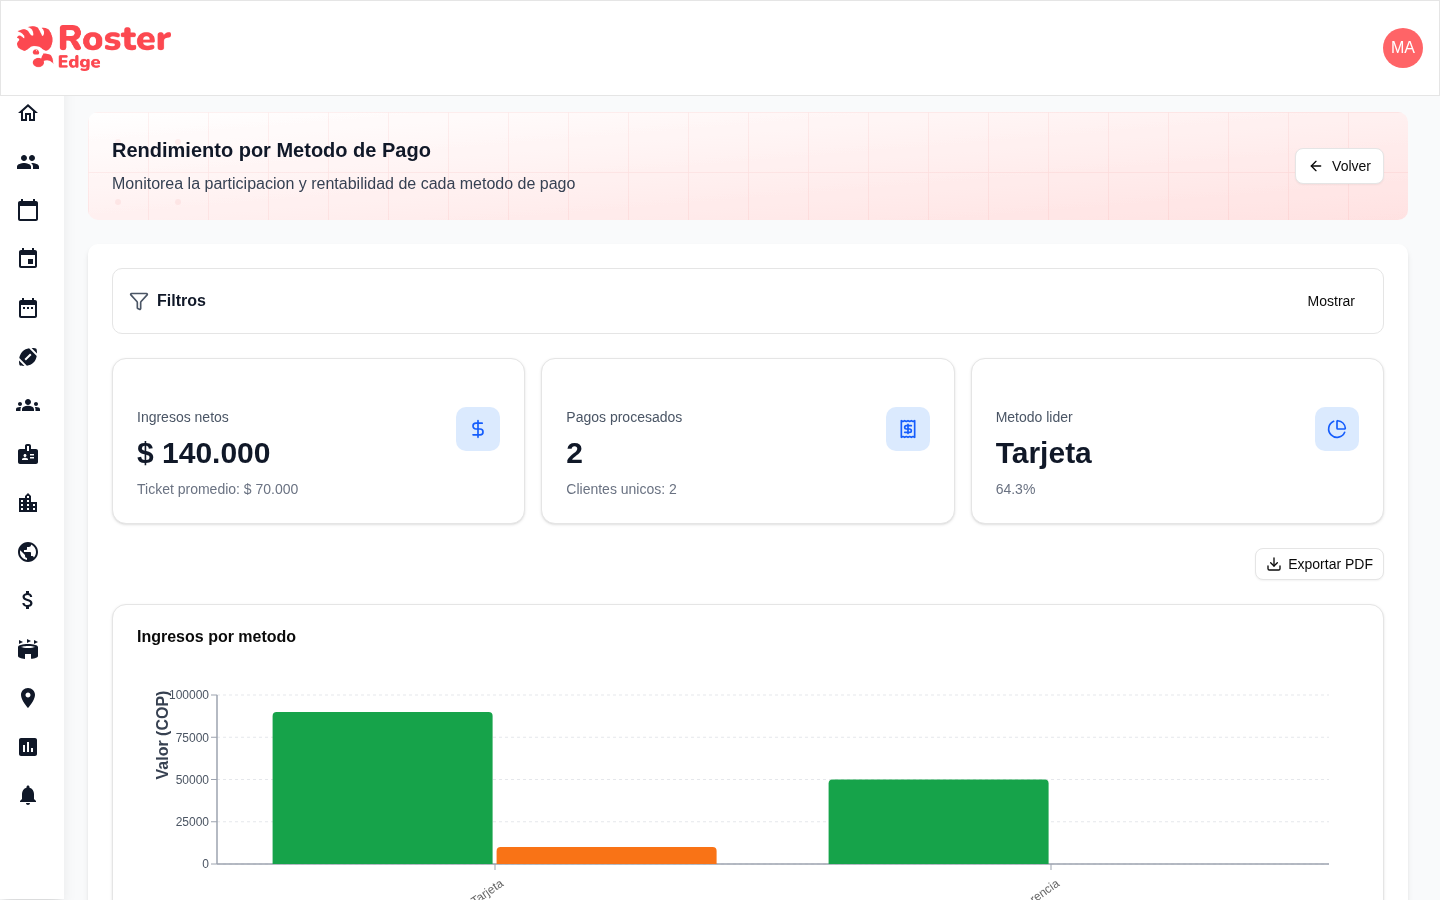 Roster
Edge
MA
Rendimiento por Metodo de Pago
Monitorea la participacion y rentabilidad de cada metodo de pago
Volver
Filtros
Mostrar
Ingresos netos
$ 140.000
Ticket promedio: $ 70.000
Pagos procesados
2
Clientes unicos: 2
Metodo lider
Tarjeta
64.3%
Exportar PDF
Ingresos por metodo
Valor (COP)
100000
75000
50000
25000
0
Tarjeta